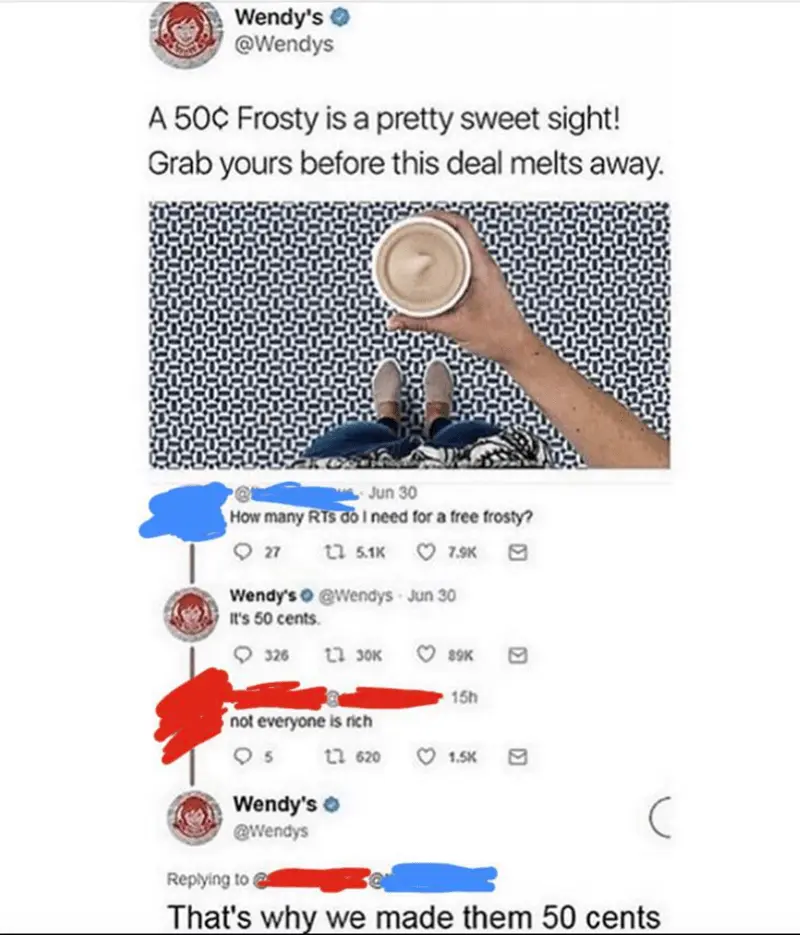 Wendy's
@Wendys
A 50¢ Frosty is a pretty sweet sight!
Grab yours before this deal melts away.
@ · Jun 30
How many RTs do I need for a free frosty?
27 5.1K 7.9K
Wendy's @Wendys · Jun 30
It's 50 cents.
326 30K 89K
@ 15h
not everyone is rich
5 620 1.5K
Wendy's
@Wendys
Replying to @ @
That's why we made them 50 cents